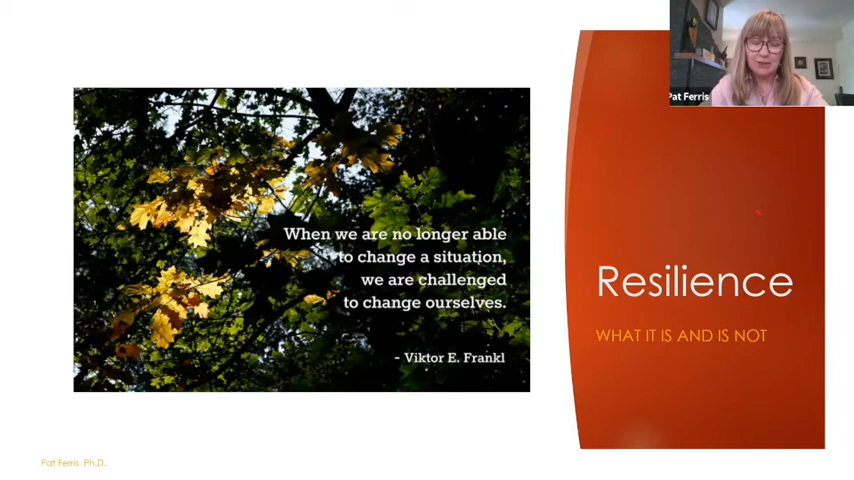 When we are no longer able
to change a situation,
we are challenged
to change ourselves.
- Viktor E. Frankl
Pat Ferris
Resilience
WHAT IT IS AND IS NOT
Pat Ferris, Ph.D.